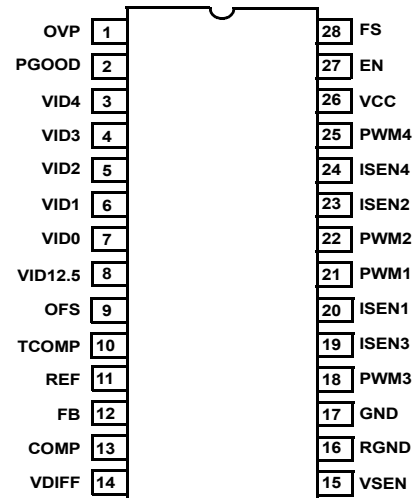 OVP 1 28 FS
PGOOD 2 27 EN
VID4 3 26 VCC
VID3 4 25 PWM4
VID2 5 24 ISEN4
VID1 6 23 ISEN2
VID0 7 22 PWM2
VID12.5 8 21 PWM1
OFS 9 20 ISEN1
TCOMP 10 19 ISEN3
REF 11 18 PWM3
FB 12 17 GND
COMP 13 16 RGND
VDIFF 14 15 VSEN